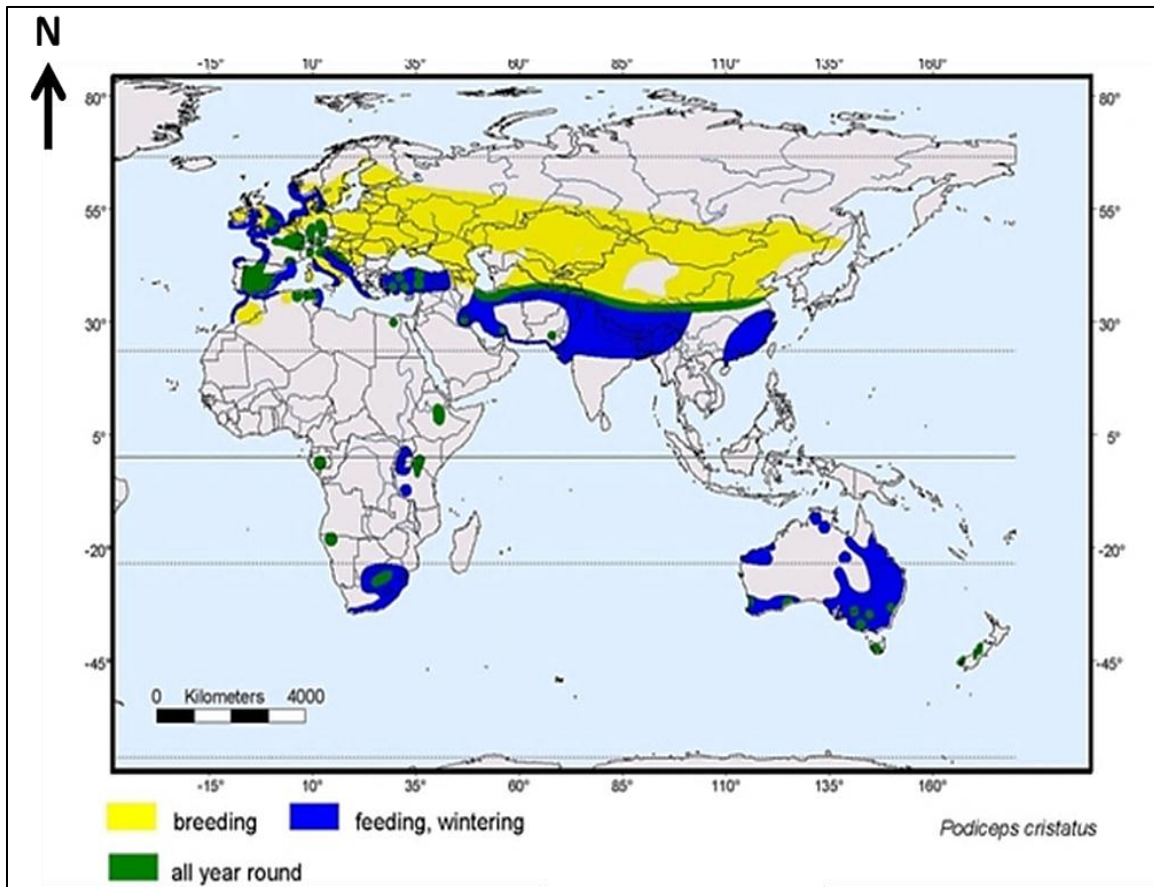 N
-15° 10° 35° 60° 85° 110° 135° 160°
80° 80°
55° 55°
30° 30°
5° 5°
-20° -20°
-45° -45°
0 Kilometers 4000
-15° 10° 35° 60° 85° 110° 135° 160°
breeding feeding, wintering
Podiceps cristatus
all year round